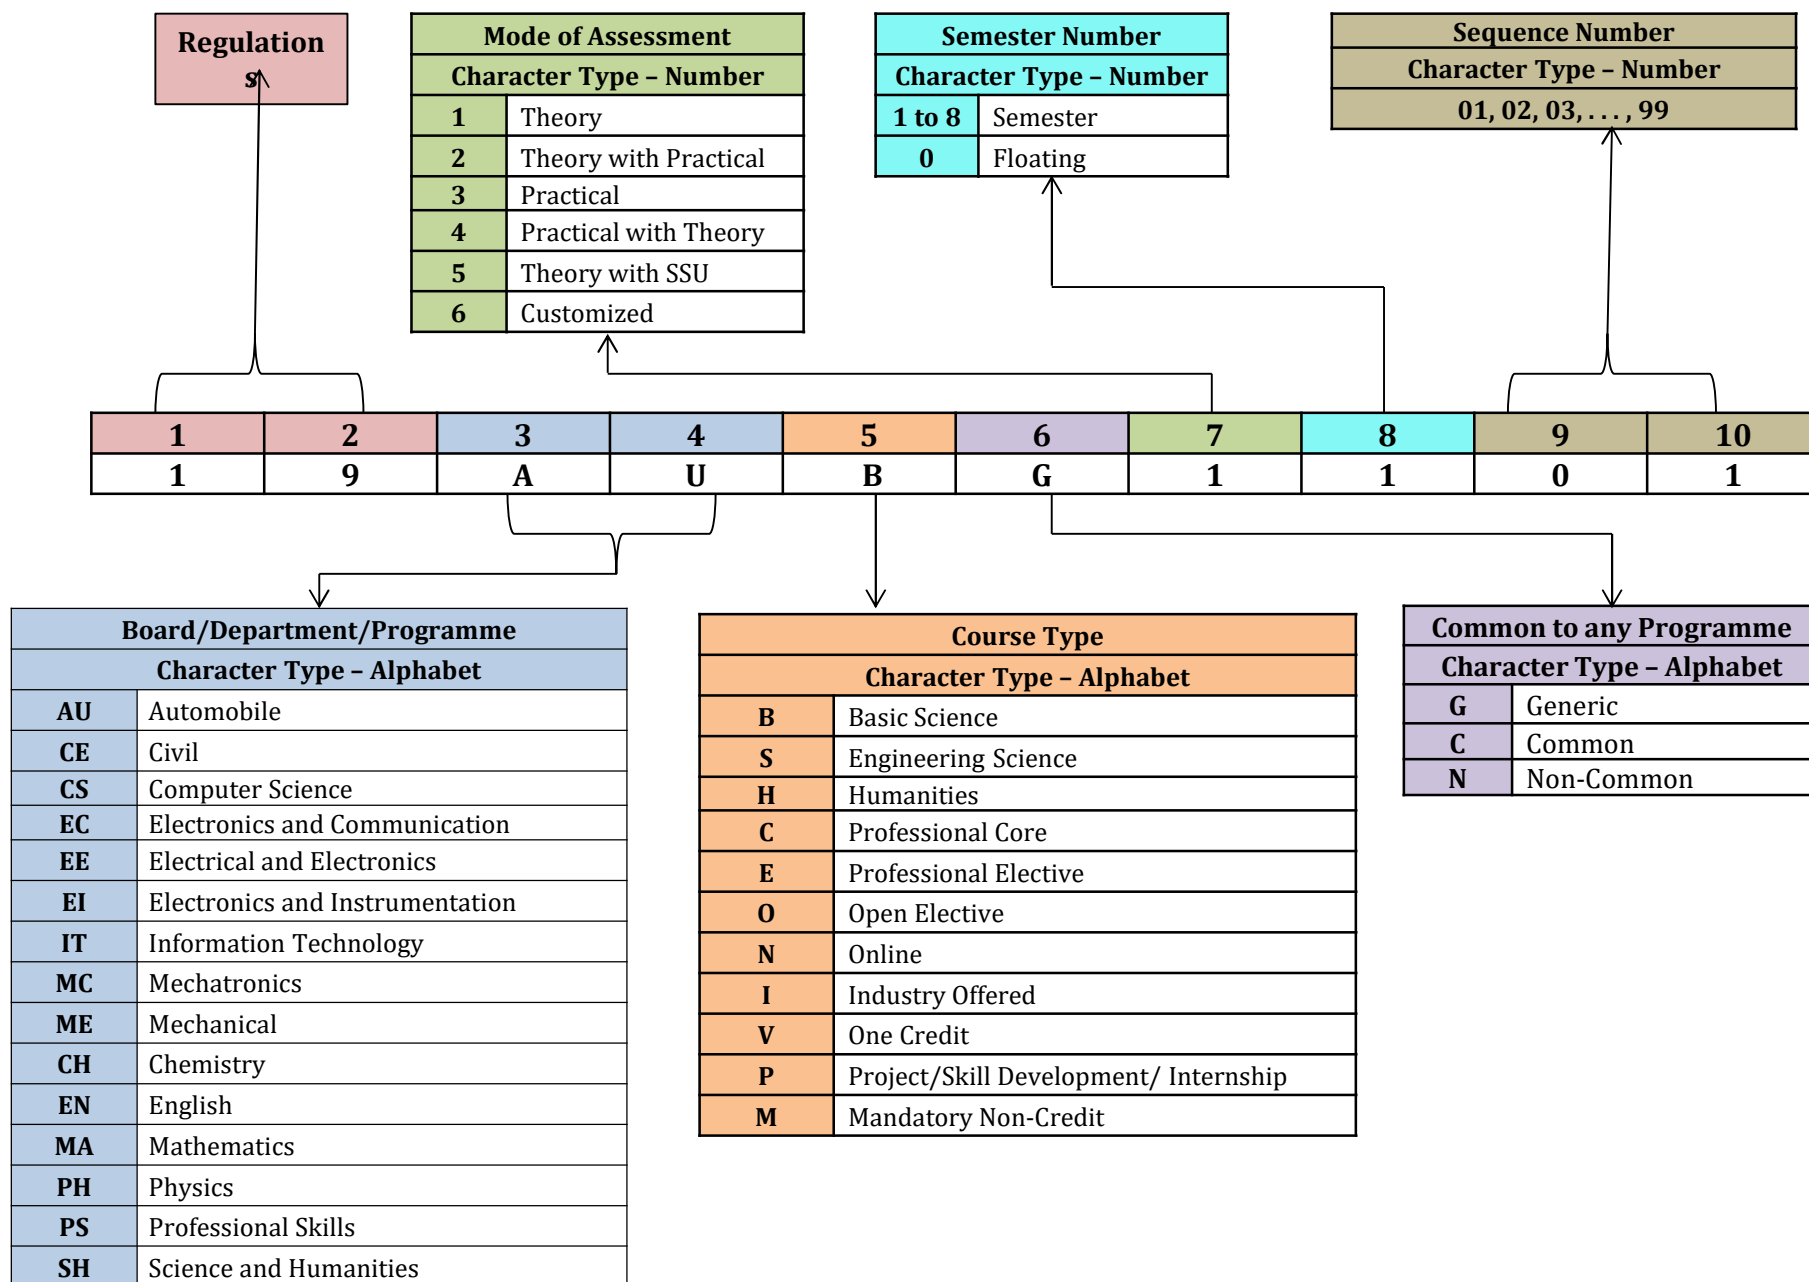 Regulation
s
Mode of Assessment
Character Type – Number
1 Theory
2 Theory with Practical
3 Practical
4 Practical with Theory
5 Theory with SSU
6 Customized
Semester Number
Character Type – Number
1 to 8 Semester
0 Floating
Sequence Number
Character Type – Number
01, 02, 03, . . . , 99
1 2 3 4 5 6 7 8 9 10
1 9 A U B G 1 1 0 1
Board/Department/Programme
Character Type – Alphabet
AU Automobile
CE Civil
CS Computer Science
EC Electronics and Communication
EE Electrical and Electronics
EI Electronics and Instrumentation
IT Information Technology
MC Mechatronics
ME Mechanical
CH Chemistry
EN English
MA Mathematics
PH Physics
PS Professional Skills
SH Science and Humanities
Course Type
Character Type – Alphabet
B Basic Science
S Engineering Science
H Humanities
C Professional Core
E Professional Elective
O Open Elective
N Online
I Industry Offered
V One Credit
P Project/Skill Development/ Internship
M Mandatory Non-Credit
Common to any Programme
Character Type – Alphabet
G Generic
C Common
N Non-Common